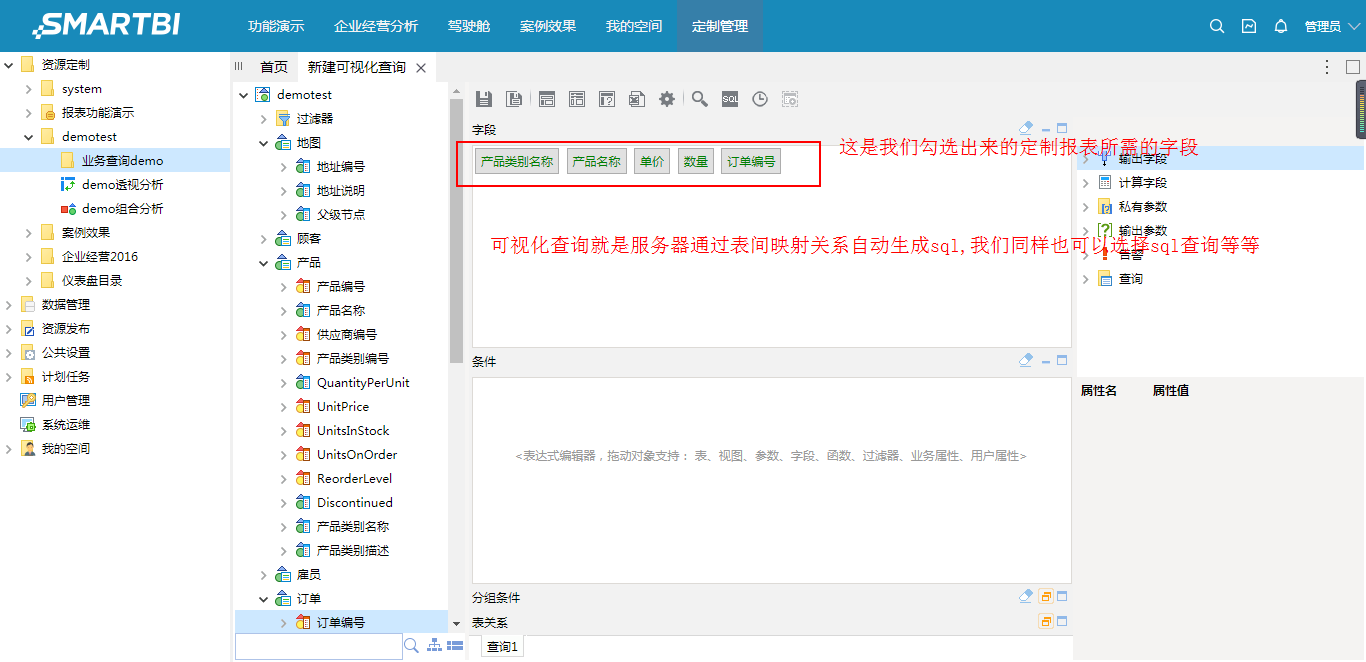 SMARTBI
功能演示
企业经营分析
驾驶舱
案例效果
我的空间
定制管理
管理员
资源定制
system
报表功能演示
demotest
业务查询demo
demo透视分析
demo组合分析
案例效果
企业经营2016
仪表盘目录
数据管理
资源发布
公共设置
计划任务
用户管理
系统运维
我的空间
首页
新建可视化查询
demotest
过滤器
地图
地址编号
地址说明
父级节点
顾客
产品
产品编号
产品名称
供应商编号
产品类别编号
QuantityPerUnit
UnitPrice
UnitsInStock
UnitsOnOrder
ReorderLevel
Discontinued
产品类别名称
产品类别描述
雇员
订单
订单编号
SQL
字段
产品类别名称
产品名称
单价
数量
订单编号
这是我们勾选出来的定制报表所需的字段
可视化查询就是服务器通过表间映射关系自动生成sql,我们同样也可以选择sql查询等等
条件
<表达式编辑器，拖动对象支持： 表、视图、参数、字段、函数、过滤器、业务属性、用户属性>
分组条件
表关系
查询1
输出字段
计算字段
私有参数
输出参数
告警
查询
属性名
属性值